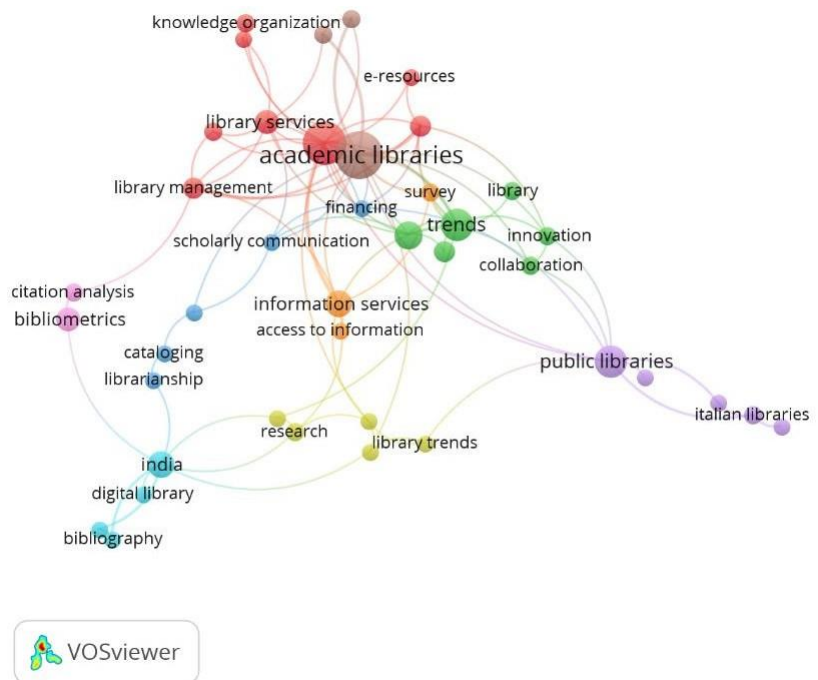 knowledge organization
e-resources
library services
academic libraries
library management
survey
library
financing
trends
scholarly communication
innovation
collaboration
citation analysis
information services
bibliometrics
access to information
cataloging
public libraries
librarianship
italian libraries
research
library trends
india
digital library
bibliography
VOSviewer